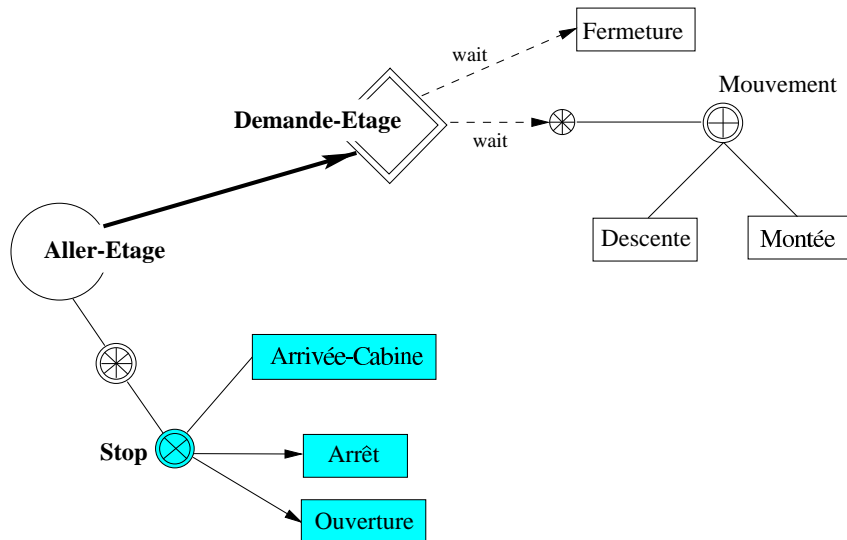 Fermeture
wait
Mouvement
Demande-Etage
wait
Descente
Montée
Aller-Etage
Arrivée-Cabine
Stop
Arrêt
Ouverture